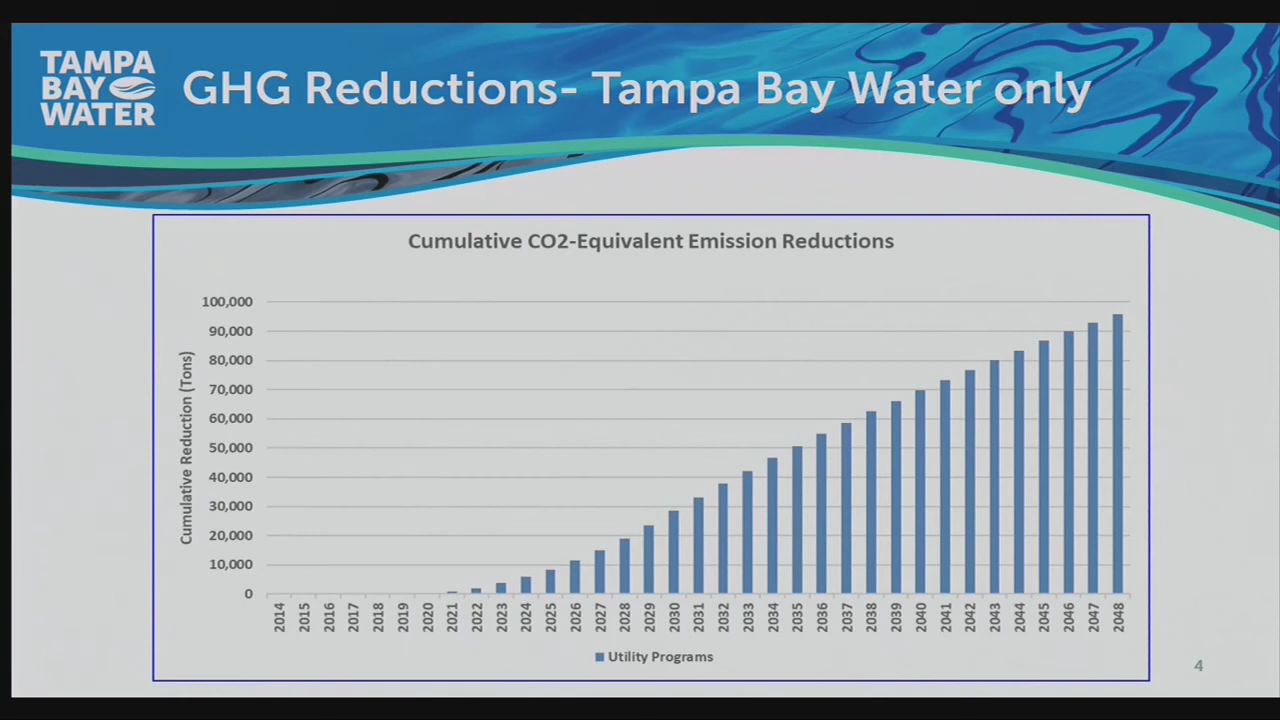 TAMPA
BAY
WATER
GHG Reductions- Tampa Bay Water only
Cumulative CO2-Equivalent Emission Reductions
Cumulative Reduction (Tons)
100,000
90,000
80,000
70,000
60,000
50,000
40,000
30,000
20,000
10,000
0
2014 2015 2016 2017 2018 2019 2020 2021 2022 2023 2024 2025 2026 2027 2028 2029 2030 2031 2032 2033 2034 2035 2036 2037 2038 2039 2040 2041 2042 2043 2044 2045 2046 2047 2048
Utility Programs
4